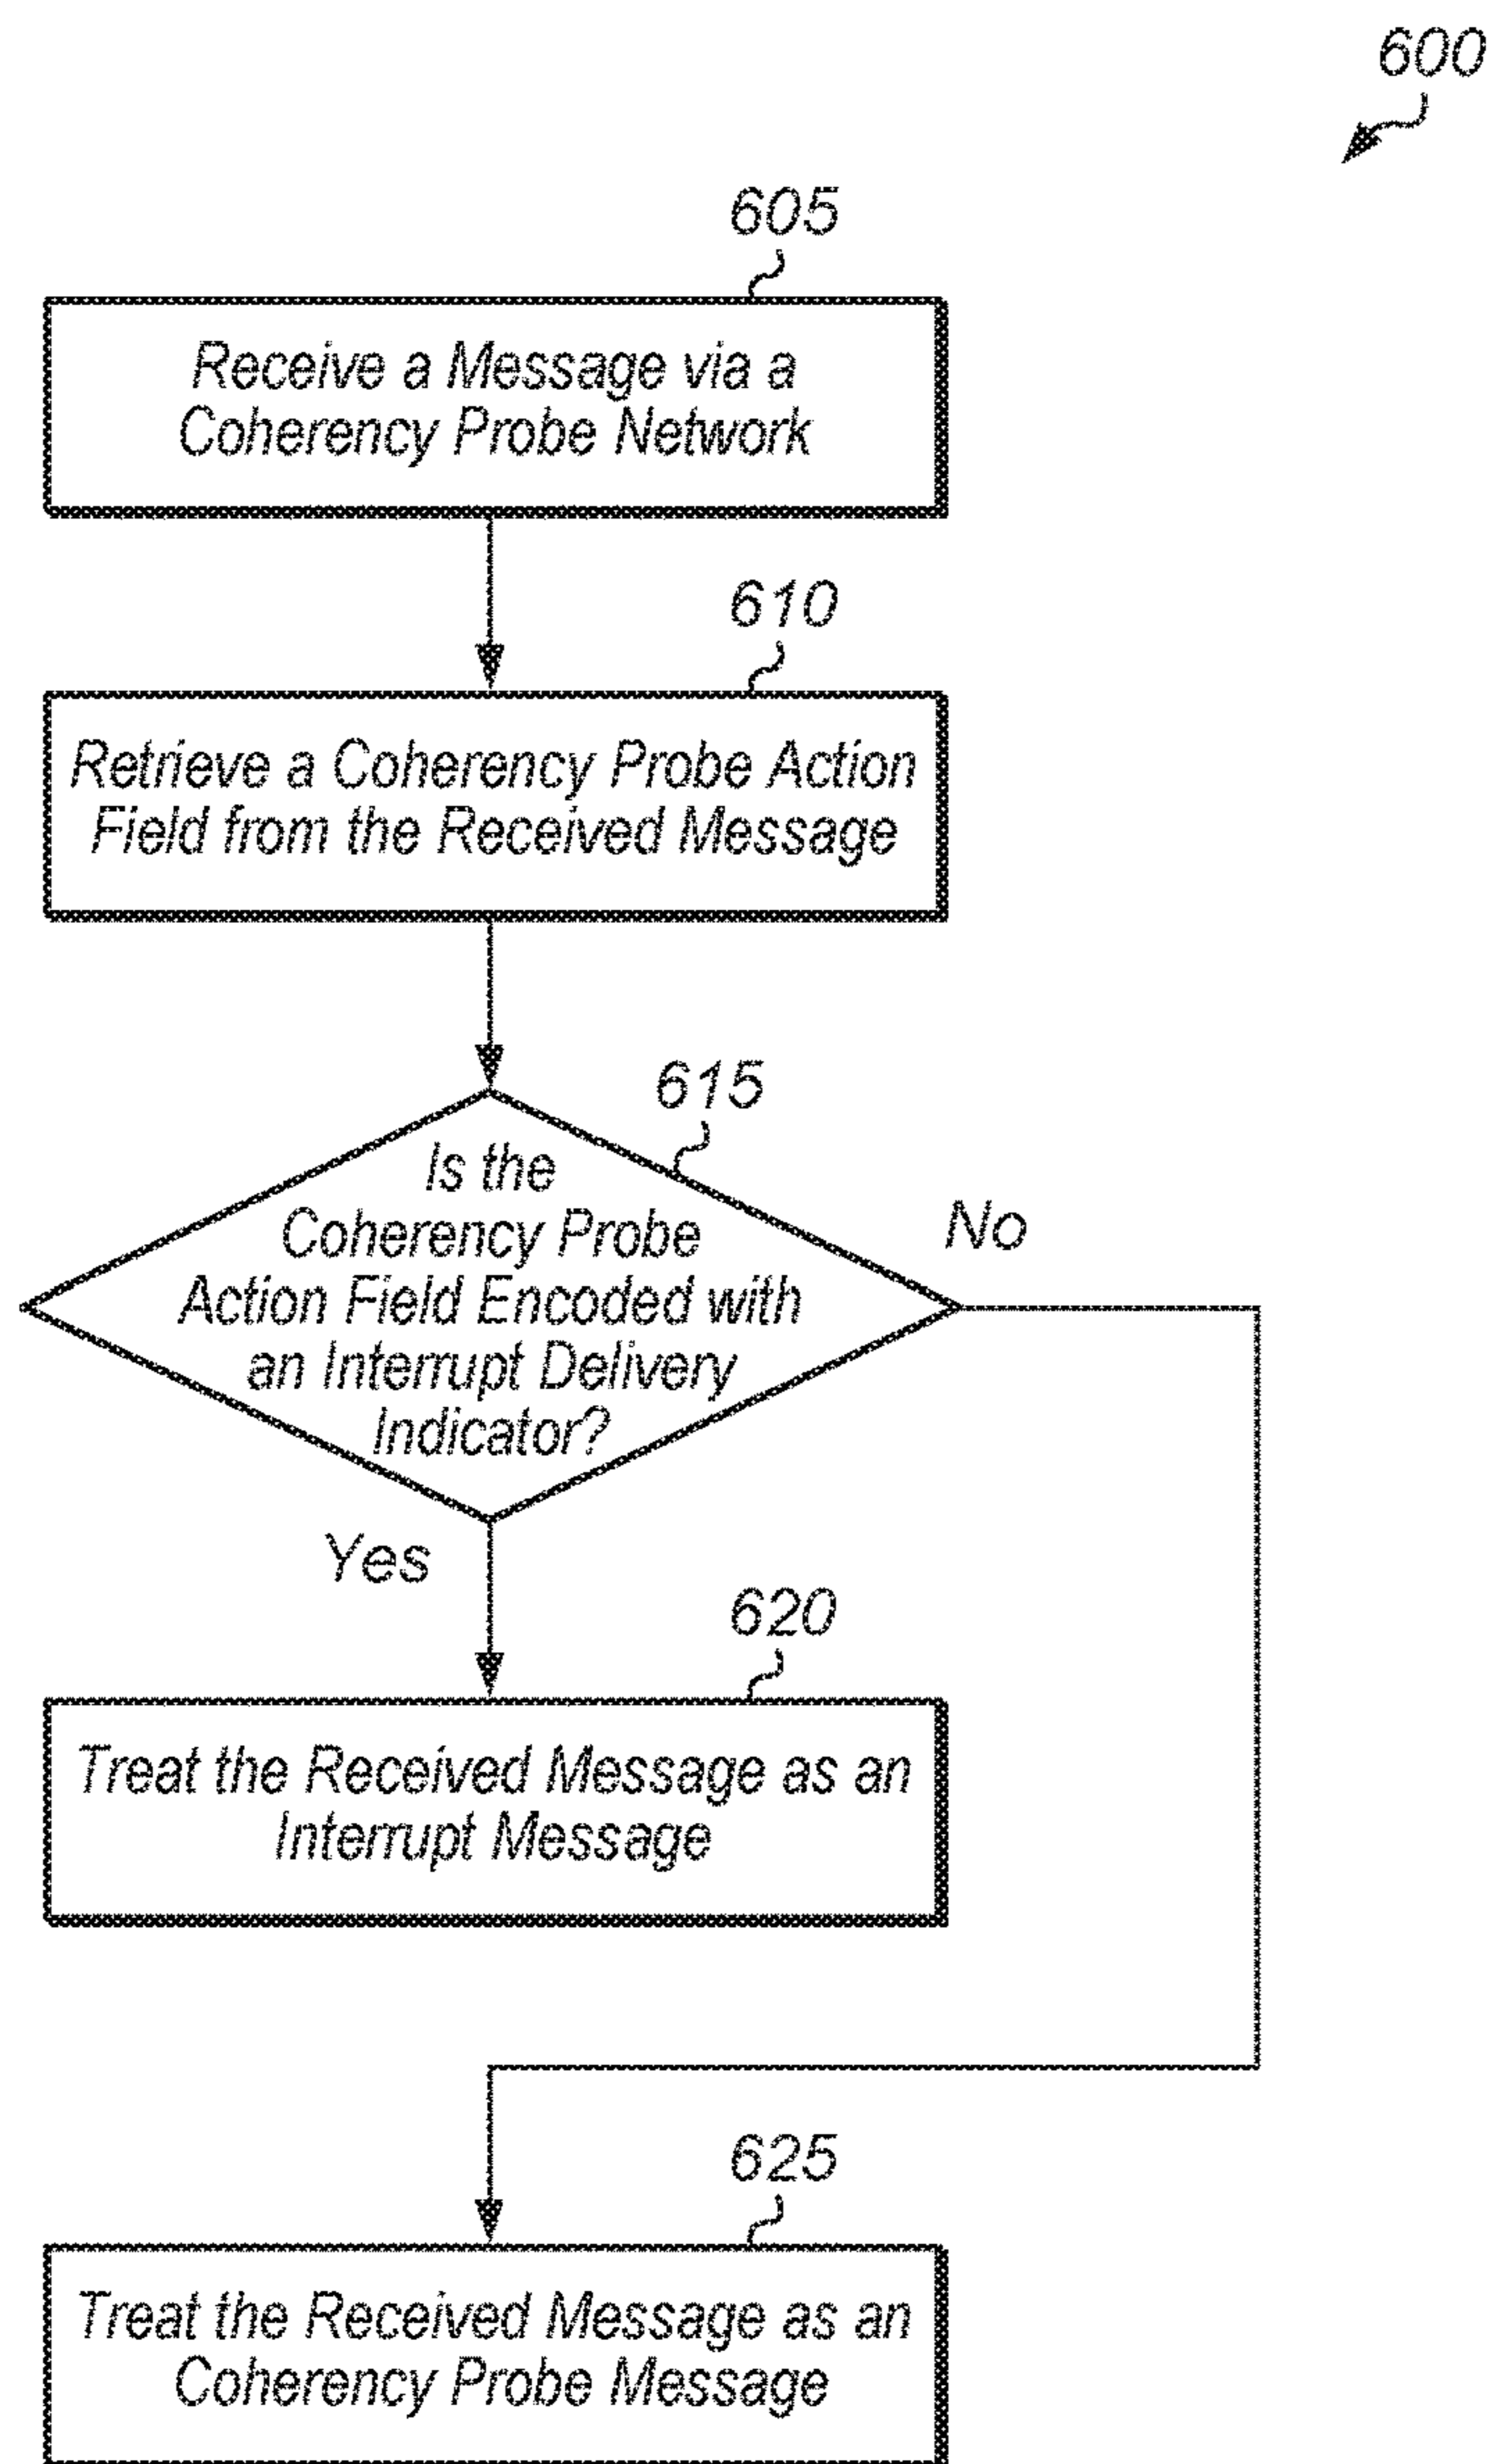 600
605
Receive a Message via a
Coherency Probe Network
610
Retrieve a Coherency Probe Action
Field from the Received Message
615
Is the
Coherency Probe
Action Field Encoded with
an Interrupt Delivery
Indicator?
No
Yes
620
Treat the Received Message as an
Interrupt Message
625
Treat the Received Message as an
Coherency Probe Message